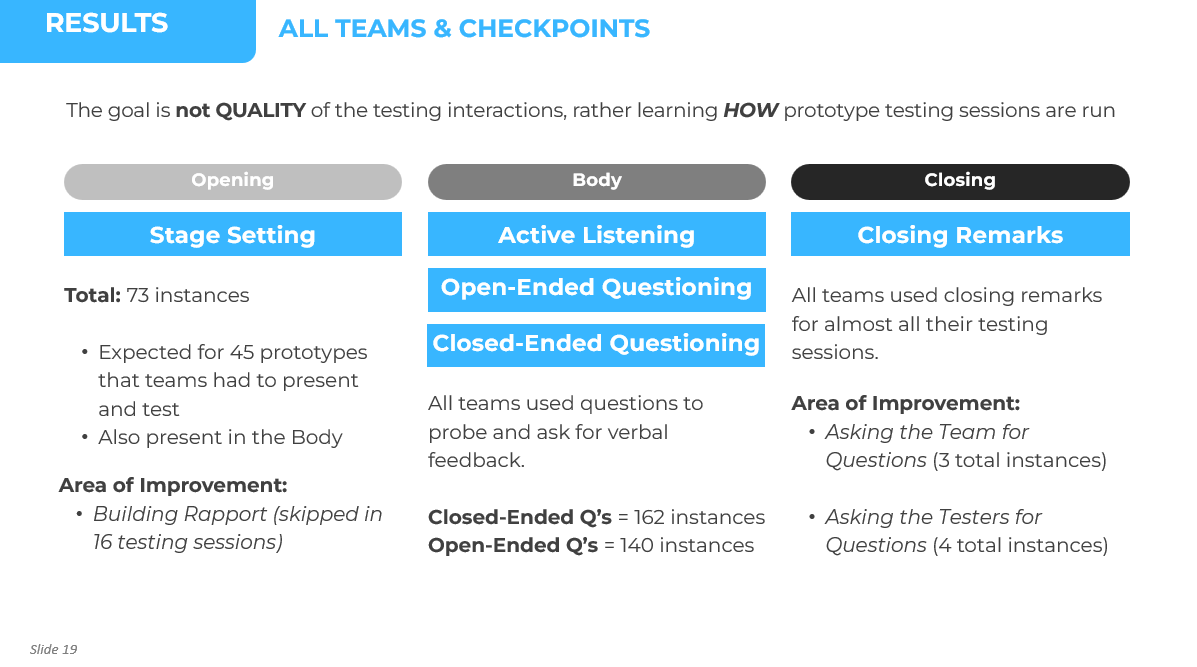 RESULTS
ALL TEAMS & CHECKPOINTS
The goal is not QUALITY of the testing interactions, rather learning HOW prototype testing sessions are run
Opening
Stage Setting
Total: 73 instances
• Expected for 45 prototypes
that teams had to present
and test
• Also present in the Body
Area of Improvement:
• Building Rapport (skipped in
16 testing sessions)
Body
Active Listening
Open-Ended Questioning
Closed-Ended Questioning
All teams used questions to
probe and ask for verbal
feedback.
Closed-Ended Q’s = 162 instances
Open-Ended Q’s = 140 instances
Closing
Closing Remarks
All teams used closing remarks
for almost all their testing
sessions.
Area of Improvement:
• Asking the Team for
Questions (3 total instances)
• Asking the Testers for
Questions (4 total instances)
Slide 19